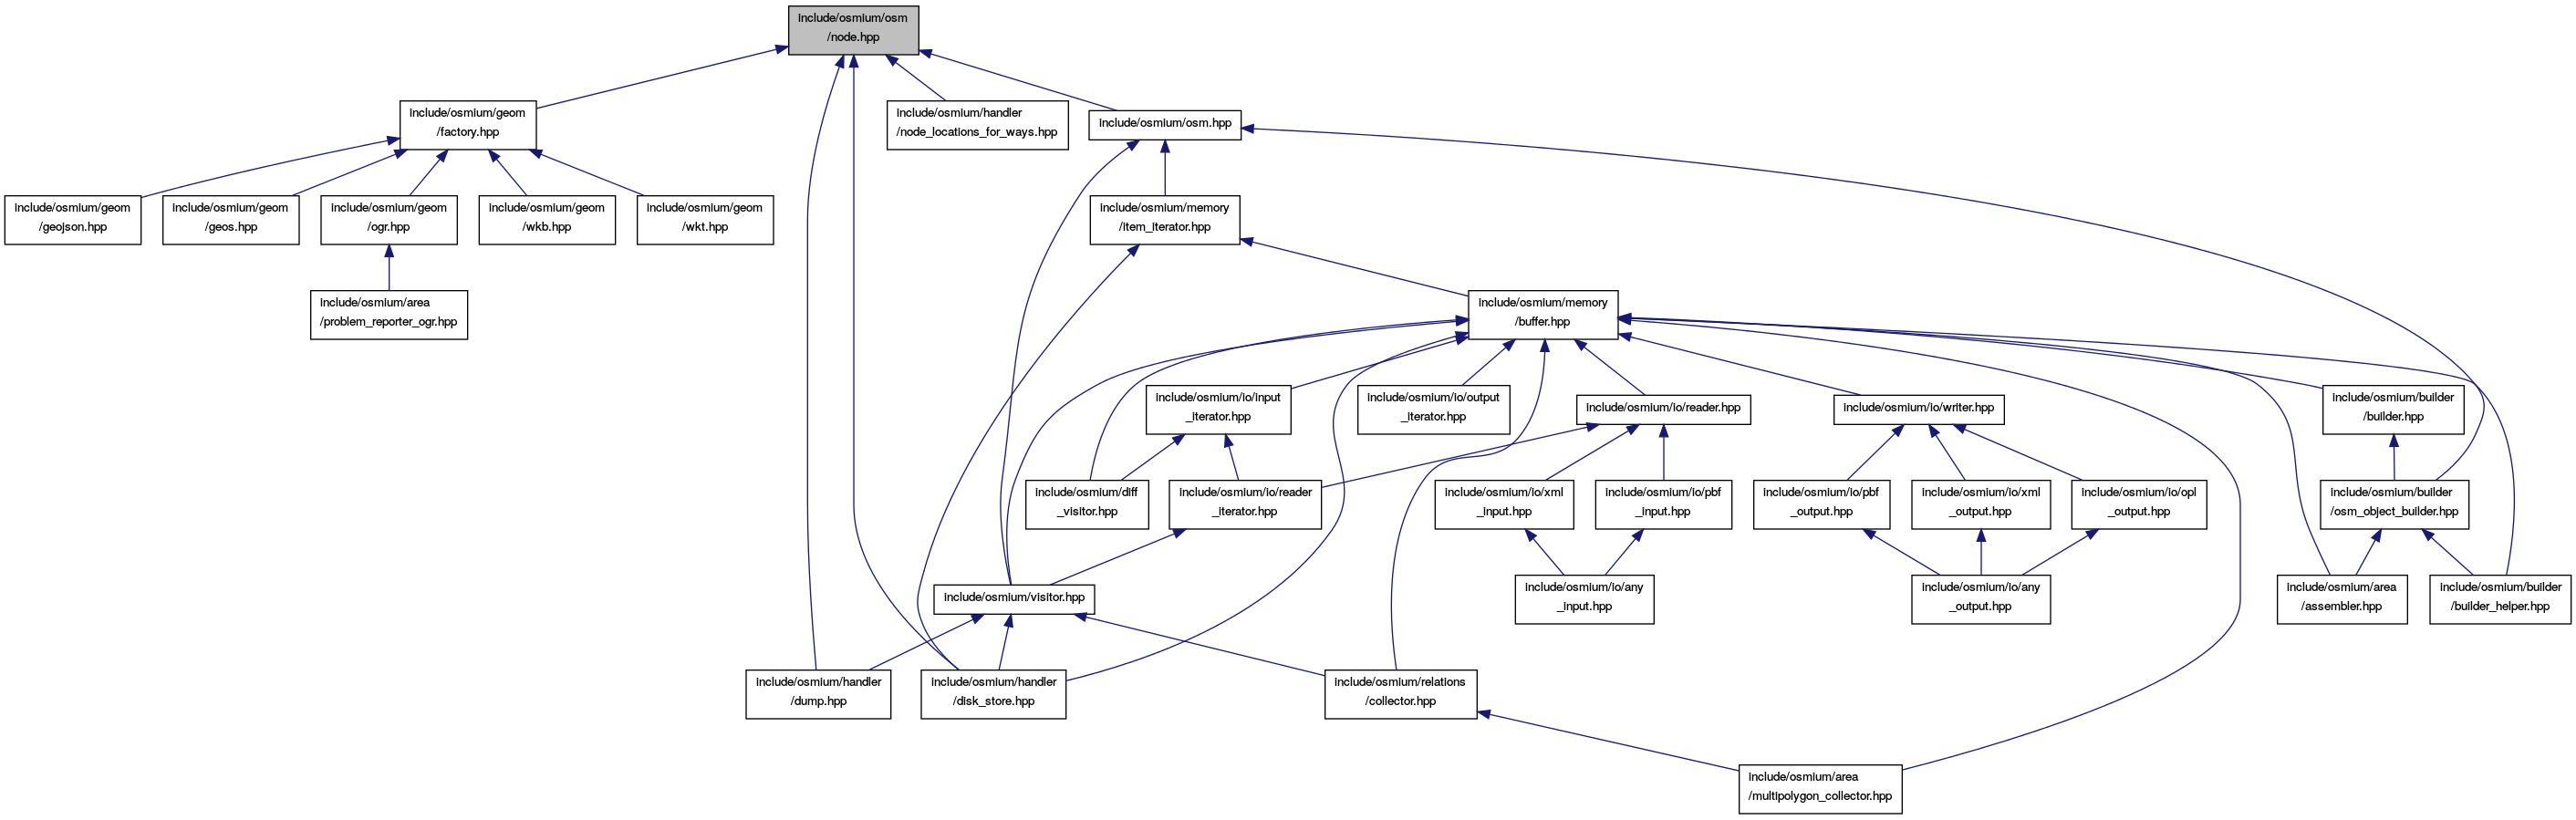 include/osmium/osm
/node.hpp
include/osmium/geom
/factory.hpp
include/osmium/handler
/node_locations_for_ways.hpp
include/osmium/osm.hpp
include/osmium/geom
/geojson.hpp
include/osmium/geom
/geos.hpp
include/osmium/geom
/ogr.hpp
include/osmium/geom
/wkb.hpp
include/osmium/geom
/wkt.hpp
include/osmium/memory
/item_iterator.hpp
include/osmium/area
/problem_reporter_ogr.hpp
include/osmium/memory
/buffer.hpp
include/osmium/io/input
_iterator.hpp
include/osmium/io/output
_iterator.hpp
include/osmium/io/reader.hpp
include/osmium/io/writer.hpp
include/osmium/builder
/builder.hpp
include/osmium/diff
_visitor.hpp
include/osmium/io/reader
_iterator.hpp
include/osmium/io/xml
_input.hpp
include/osmium/io/pbf
_input.hpp
include/osmium/io/pbf
_output.hpp
include/osmium/io/xml
_output.hpp
include/osmium/io/opl
_output.hpp
include/osmium/builder
/osm_object_builder.hpp
include/osmium/visitor.hpp
include/osmium/io/any
_input.hpp
include/osmium/io/any
_output.hpp
include/osmium/area
/assembler.hpp
include/osmium/builder
/builder_helper.hpp
include/osmium/handler
/dump.hpp
include/osmium/handler
/disk_store.hpp
include/osmium/relations
/collector.hpp
include/osmium/area
/multipolygon_collector.hpp